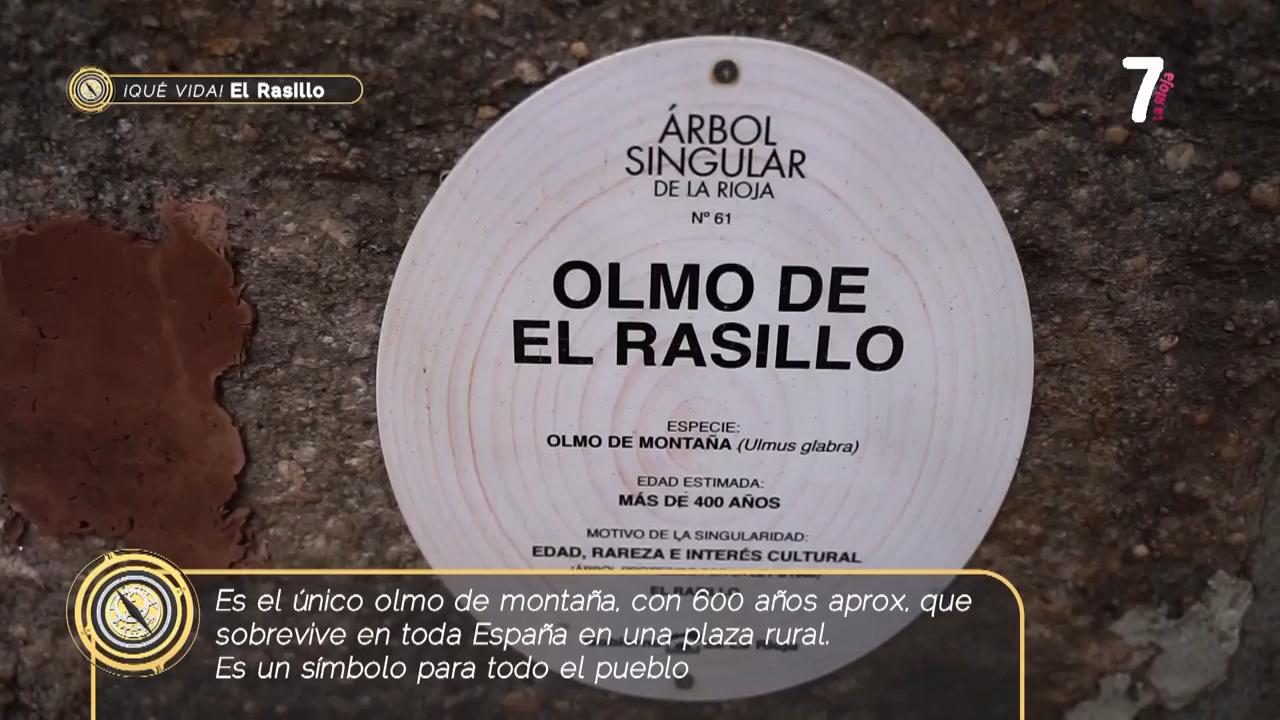 ¡QUÉ VIDA! El Rasillo
7
La Rioja
ÁRBOL
SINGULAR
DE LA RIOJA
Nº 61
OLMO DE
EL RASILLO
ESPECIE:
OLMO DE MONTAÑA (Ulmus glabra)
EDAD ESTIMADA:
MÁS DE 400 AÑOS
MOTIVO DE LA SINGULARIDAD:
EDAD, RAREZA E INTERÉS CULTURAL
EL RASILLO
Es el único olmo de montaña, con 600 años aprox, que
sobrevive en toda España en una plaza rural.
Es un símbolo para todo el pueblo